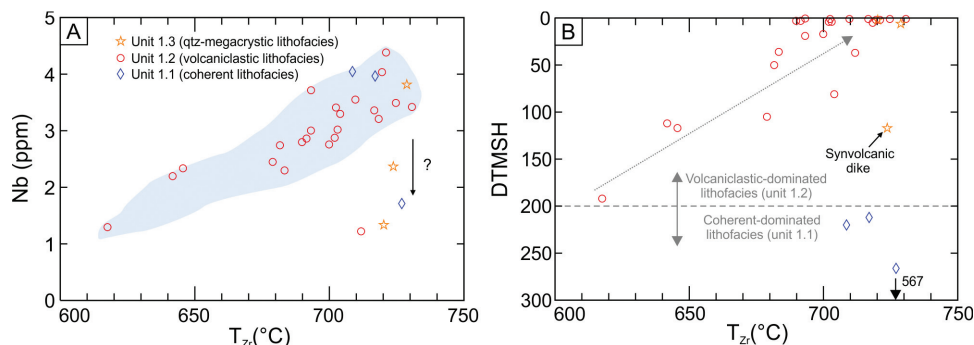 A
Unit 1.3 (qtz-megacrystic lithofacies)
Unit 1.2 (volcaniclastic lithofacies)
Unit 1.1 (coherent lithofacies)
Nb (ppm)
5
4
3
2
1
0
?
600
650
700
750
TZr(°C)
B
DTMSH
0
50
100
150
200
250
300
Synvolcanic
dike
Volcaniclastic-dominated
lithofacies (unit 1.2)
Coherent-dominated
lithofacies (unit 1.1)
567
600
650
700
750
TZr(°C)